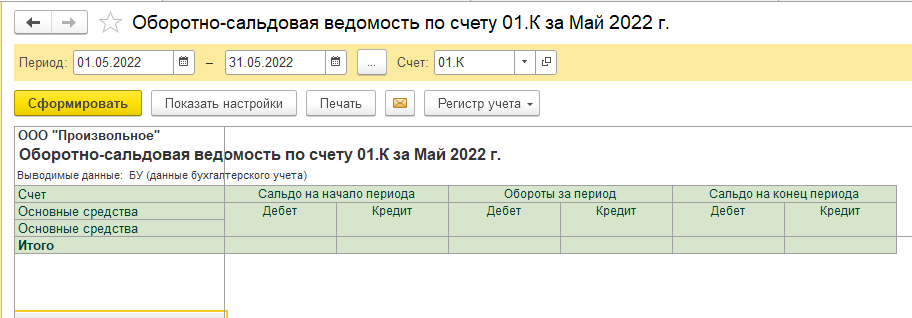 Оборотно-сальдовая ведомость по счету 01.К за Май 2022 г.
Период: 01.05.2022 – 31.05.2022 ... Счет: 01.К
Сформировать Показать настройки Печать Регистр учета
ООО "Произвольное"
Оборотно-сальдовая ведомость по счету 01.К за Май 2022 г.
Выводимые данные: БУ (данные бухгалтерского учета)
Счет Сальдо на начало периода Обороты за период Сальдо на конец периода
Основные средства Дебет Кредит Дебет Кредит Дебет Кредит
Основные средства
Итого